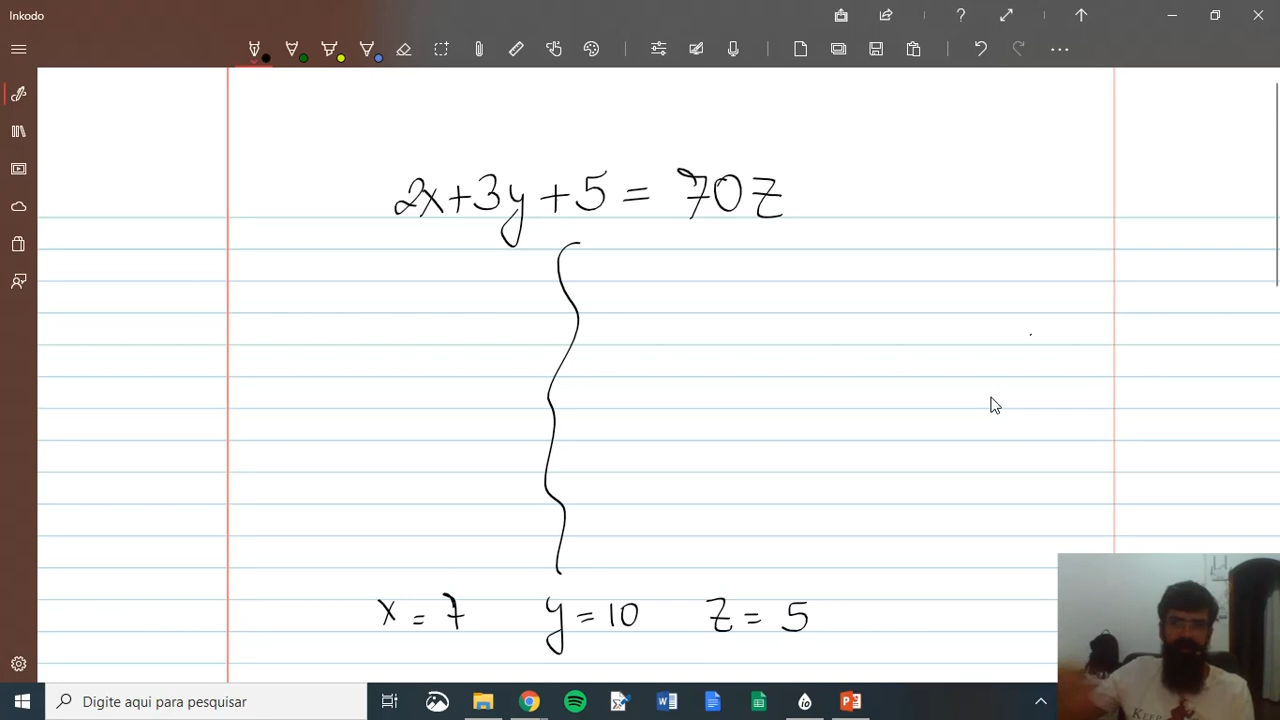 Inkodo
2x+3y+5 = 70z
x = 7 y = 10 z = 5
Digite aqui para pesquisar